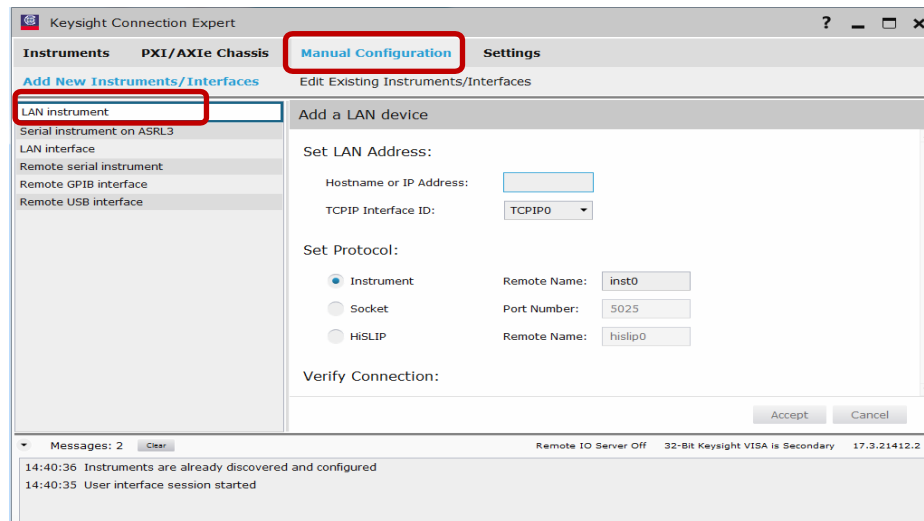 Keysight Connection Expert ?
Instruments PXI/AXIe Chassis Manual Configuration Settings
Add New Instruments/Interfaces Edit Existing Instruments/Interfaces
LAN instrument
Serial instrument on ASRL3
LAN interface
Remote serial instrument
Remote GPIB interface
Remote USB interface
Add a LAN device
Set LAN Address:
Hostname or IP Address:
TCPIP Interface ID: TCPIP0
Set Protocol:
Instrument Remote Name: inst0
Socket Port Number: 5025
HiSLIP Remote Name: hislip0
Verify Connection:
Accept Cancel
Messages: 2 Clear Remote IO Server Off 32-Bit Keysight VISA is Secondary 17.3.21412.2
14:40:36 Instruments are already discovered and configured
14:40:35 User interface session started